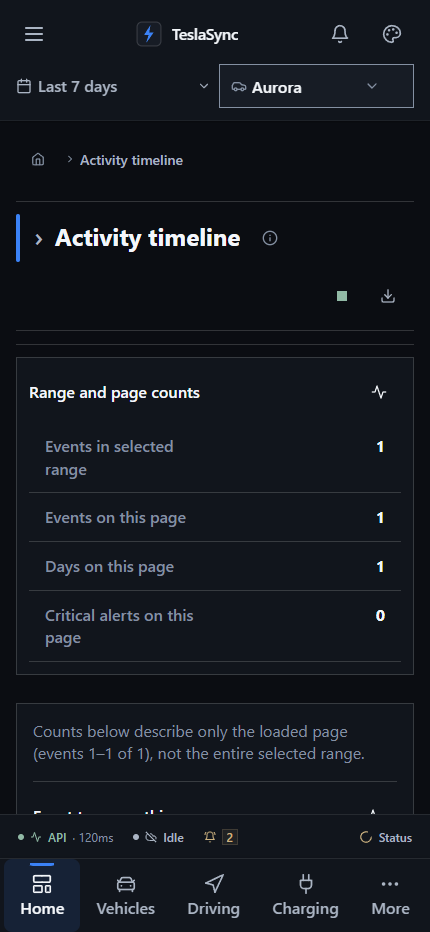 TeslaSync
Last 7 days
Aurora
Activity timeline
Activity timeline
Range and page counts
Events in selected
range
1
Events on this page
1
Days on this page
1
Critical alerts on this
page
0
Counts below describe only the loaded page
(events 1–1 of 1), not the entire selected range.
API · 120ms
Idle
2
Status
Home
Vehicles
Driving
Charging
More